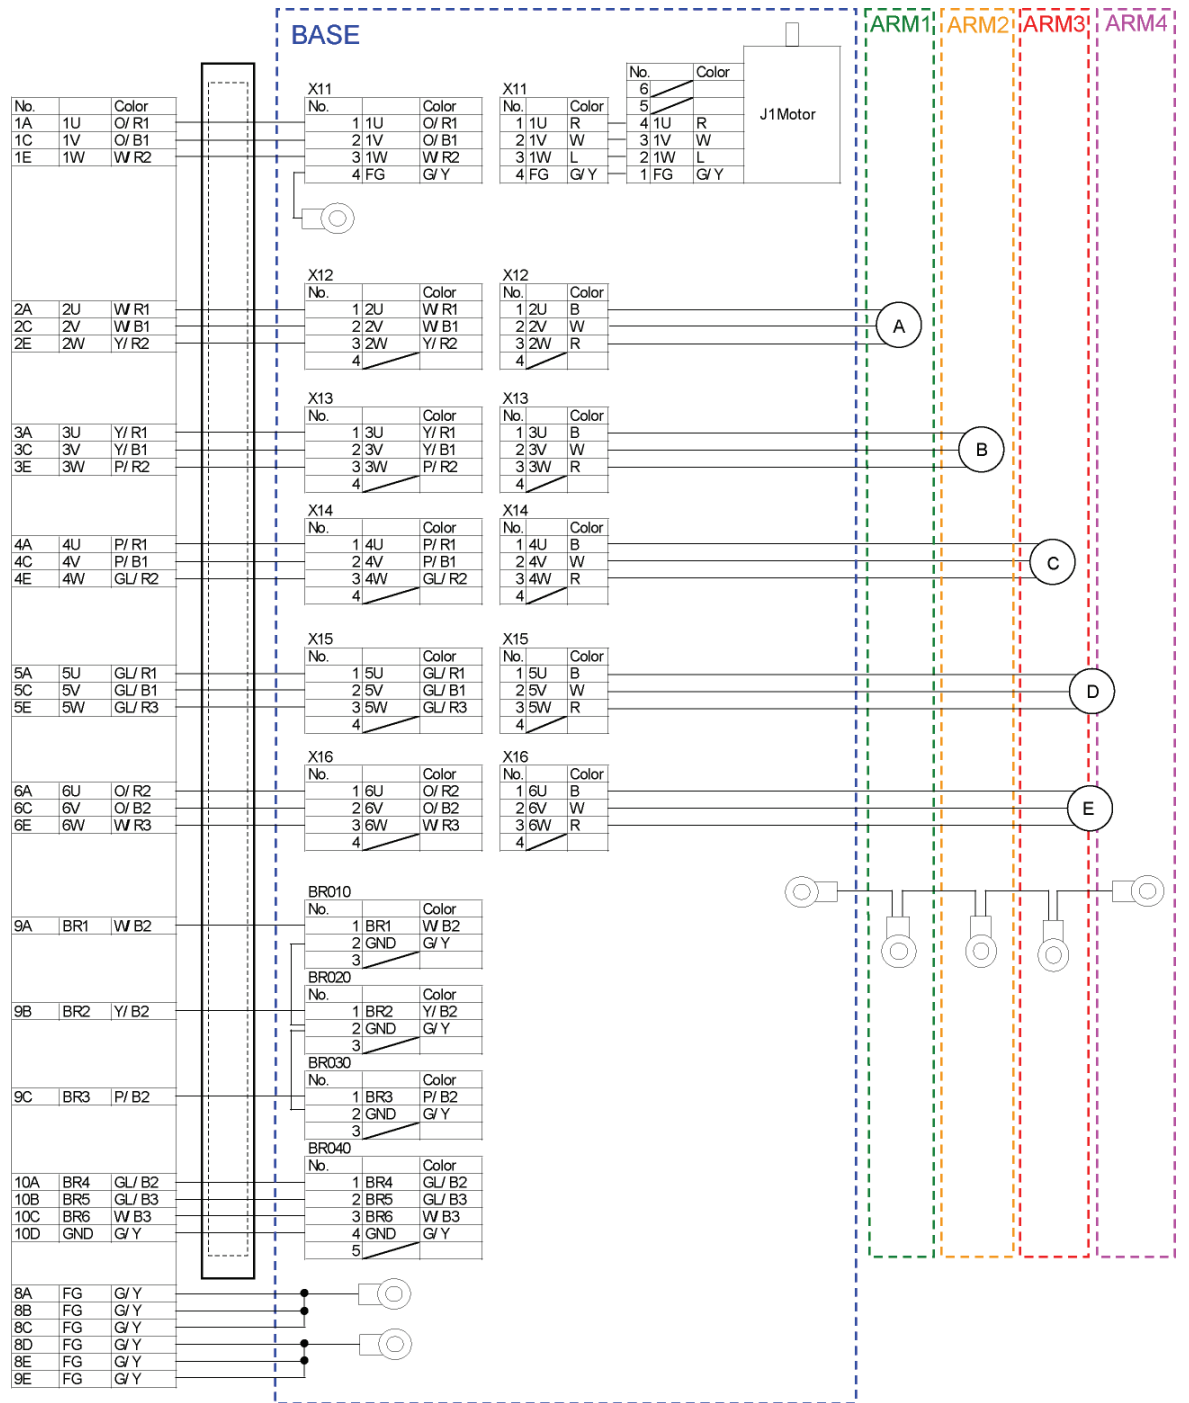 BASE
ARM1
ARM2
ARM3
ARM4
No. Color
1A 1U O/R1
1C 1V O/B1
1E 1W W/R2
X11
No. Color
1 1U O/R1
2 1V O/B1
3 1W W/R2
4 FG G/Y
X11
No. Color
1 1U R
2 1V W
3 1W L
4 FG G/Y
No. Color
6
5
4 1U R
3 1V W
2 1W L
1 FG G/Y
J1Motor
2A 2U W/R1
2C 2V W/B1
2E 2W Y/R2
X12
No. Color
1 2U W/R1
2 2V W/B1
3 2W Y/R2
4
X12
No. Color
1 2U B
2 2V W
3 2W R
4
A
3A 3U Y/R1
3C 3V Y/B1
3E 3W P/R2
X13
No. Color
1 3U Y/R1
2 3V Y/B1
3 3W P/R2
4
X13
No. Color
1 3U B
2 3V W
3 3W R
4
B
4A 4U P/R1
4C 4V P/B1
4E 4W GL/R2
X14
No. Color
1 4U P/R1
2 4V P/B1
3 4W GL/R2
4
X14
No. Color
1 4U B
2 4V W
3 4W R
4
C
5A 5U GL/R1
5C 5V GL/B1
5E 5W GL/R3
X15
No. Color
1 5U GL/R1
2 5V GL/B1
3 5W GL/R3
4
X15
No. Color
1 5U B
2 5V W
3 5W R
4
D
6A 6U O/R2
6C 6V O/B2
6E 6W W/R3
X16
No. Color
1 6U O/R2
2 6V O/B2
3 6W W/R3
4
X16
No. Color
1 6U B
2 6V W
3 6W R
4
E
9A BR1 W/B2
BR010
No. Color
1 BR1 W/B2
2 GND G/Y
3
9B BR2 Y/B2
BR020
No. Color
1 BR2 Y/B2
2 GND G/Y
3
9C BR3 P/B2
BR030
No. Color
1 BR3 P/B2
2 GND G/Y
3
10A BR4 GL/B2
10B BR5 GL/B3
10C BR6 W/B3
10D GND G/Y
BR040
No. Color
1 BR4 GL/B2
2 BR5 GL/B3
3 BR6 W/B3
4 GND G/Y
5
8A FG G/Y
8B FG G/Y
8C FG G/Y
8D FG G/Y
8E FG G/Y
9E FG G/Y